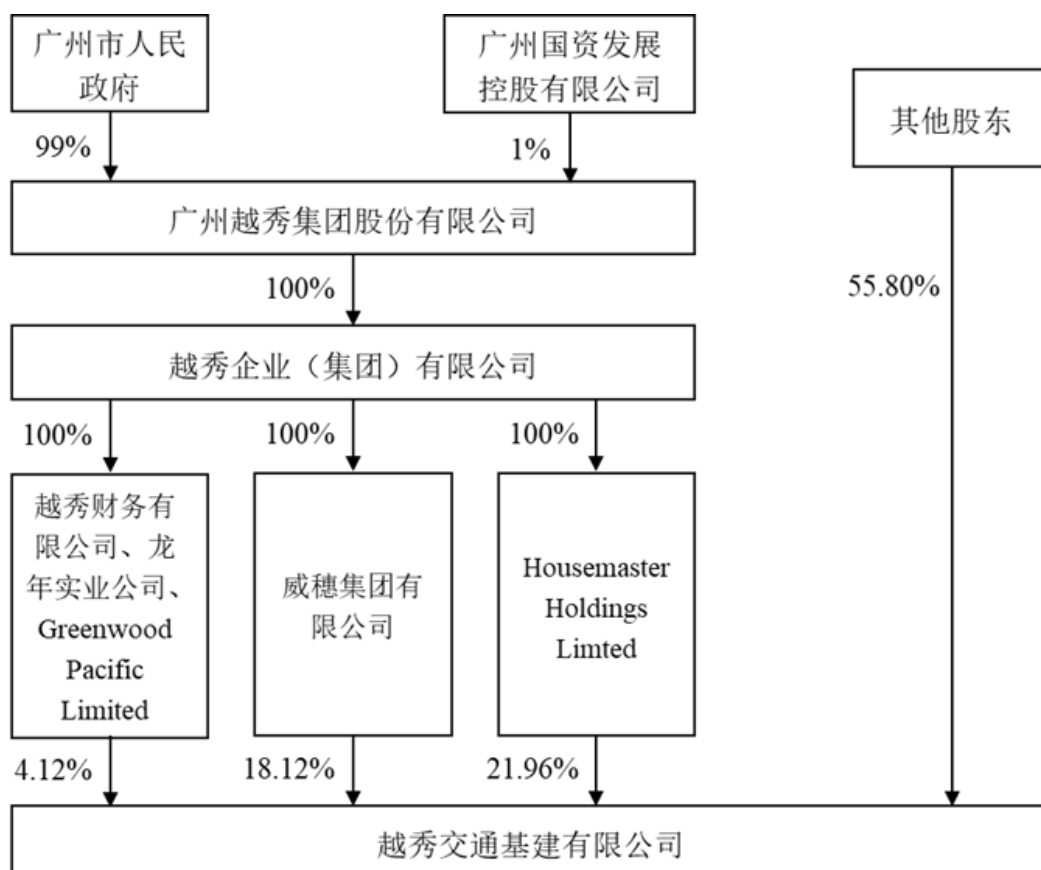 广州市人民
政府
广州国资发展
控股有限公司
其他股东
99%
1%
广州越秀集团股份有限公司
100%
55.80%
越秀企业（集团）有限公司
100%
100%
100%
越秀财务有
限公司、龙
年实业公司、
Greenwood
Pacific
Limited
威穗集团有
限公司
Housemaster
Holdings
Limted
4.12%
18.12%
21.96%
越秀交通基建有限公司